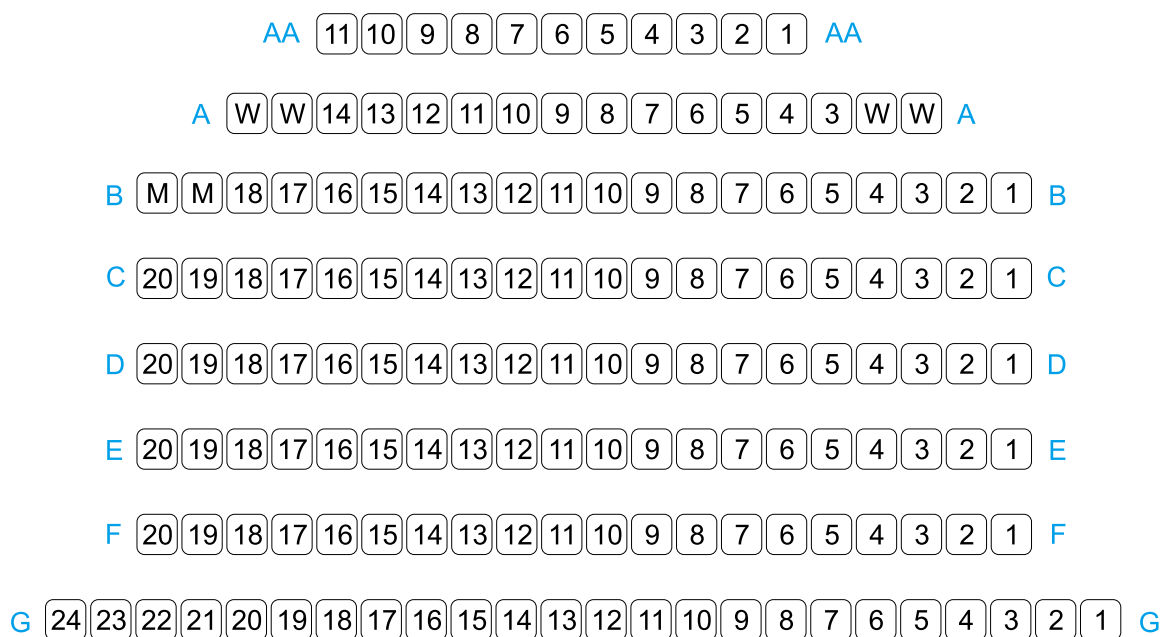 AA 11 10 9 8 7 6 5 4 3 2 1 AA
A W W 14 13 12 11 10 9 8 7 6 5 4 3 W W A
B M M 18 17 16 15 14 13 12 11 10 9 8 7 6 5 4 3 2 1 B
C 20 19 18 17 16 15 14 13 12 11 10 9 8 7 6 5 4 3 2 1 C
D 20 19 18 17 16 15 14 13 12 11 10 9 8 7 6 5 4 3 2 1 D
E 20 19 18 17 16 15 14 13 12 11 10 9 8 7 6 5 4 3 2 1 E
F 20 19 18 17 16 15 14 13 12 11 10 9 8 7 6 5 4 3 2 1 F
G 24 23 22 21 20 19 18 17 16 15 14 13 12 11 10 9 8 7 6 5 4 3 2 1 G